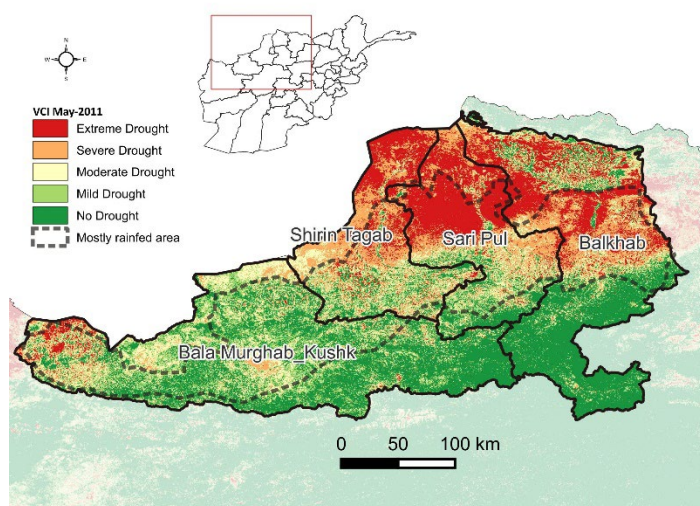 N
W E
S
VCI May-2011
Extreme Drought
Severe Drought
Moderate Drought
Mild Drought
No Drought
Mostly rainfed area
Shirin Tagab
Sari Pul
Balkhab
Bala Murghab_Kushk
0 50 100 km